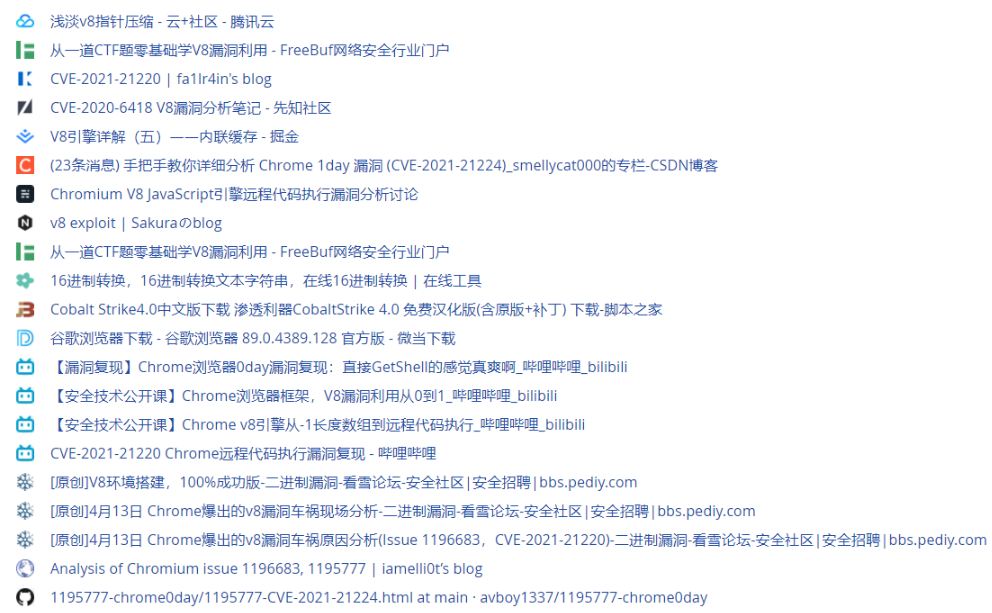 浅淡v8指针压缩 - 云+社区 - 腾讯云
从一道CTF题零基础学V8漏洞利用 - FreeBuf网络安全行业门户
CVE-2021-21220 | fa1lr4in's blog
CVE-2020-6418 V8漏洞分析笔记 - 先知社区
V8引擎详解（五）——内联缓存 - 掘金
(23条消息) 手把手教你详细分析 Chrome 1day 漏洞 (CVE-2021-21224)_smellycat000的专栏-CSDN博客
Chromium V8 JavaScript引擎远程代码执行漏洞分析讨论
v8 exploit | Sakuraのblog
从一道CTF题零基础学V8漏洞利用 - FreeBuf网络安全行业门户
16进制转换，16进制转换文本字符串，在线16进制转换 | 在线工具
Cobalt Strike4.0中文版下载 渗透利器CobaltStrike 4.0 免费汉化版(含原版+补丁) 下载-脚本之家
谷歌浏览器下载 - 谷歌浏览器 89.0.4389.128 官方版 - 微当下载
【漏洞复现】Chrome浏览器0day漏洞复现：直接GetShell的感觉真爽啊_哔哩哔哩_bilibili
【安全技术公开课】Chrome浏览器框架，V8漏洞利用从0到1_哔哩哔哩_bilibili
【安全技术公开课】Chrome v8引擎从-1长度数组到远程代码执行_哔哩哔哩_bilibili
CVE-2021-21220 Chrome远程代码执行漏洞复现 - 哔哩哔哩
[原创]V8环境搭建，100%成功版-二进制漏洞-看雪论坛-安全社区|安全招聘|bbs.pediy.com
[原创]4月13日 Chrome爆出的v8漏洞车祸现场分析-二进制漏洞-看雪论坛-安全社区|安全招聘|bbs.pediy.com
[原创]4月13日 Chrome爆出的v8漏洞车祸原因分析(Issue 1196683，CVE-2021-21220)-二进制漏洞-看雪论坛-安全社区|安全招聘|bbs.pediy.com
Analysis of Chromium issue 1196683, 1195777 | iamelli0t's blog
1195777-chrome0day/1195777-CVE-2021-21224.html at main · avboy1337/1195777-chrome0day